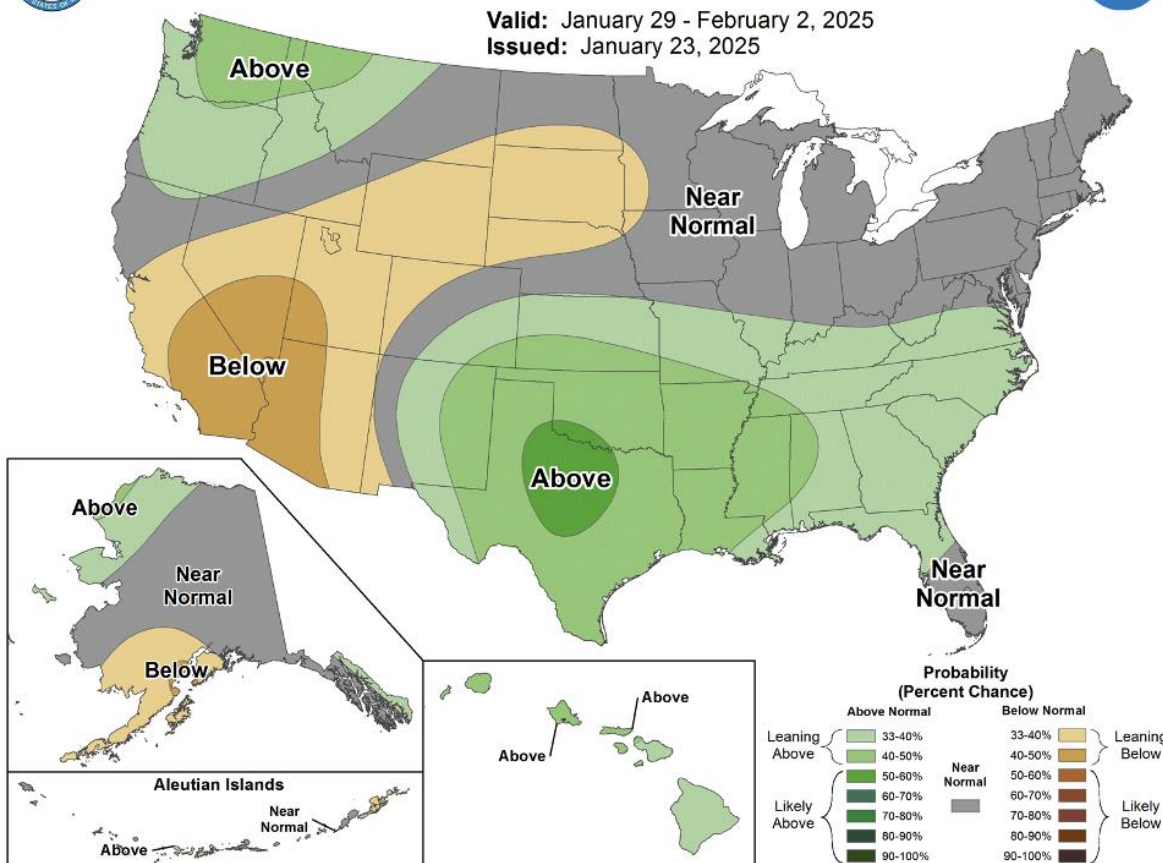 STATES OF
Valid: January 29 - February 2, 2025
Issued: January 23, 2025
Above
Near
Normal
Below
Above
Near
Normal
Above
Near
Normal
Below
Aleutian Islands
Near
Normal
Above
Above
Above
Probability
(Percent Chance)
Above Normal
Below Normal
Leaning
Above
33-40%
40-50%
50-60%
60-70%
70-80%
80-90%
90-100%
Likely
Above
Near
Normal
33-40%
40-50%
50-60%
60-70%
70-80%
80-90%
90-100%
Leaning
Below
Likely
Below